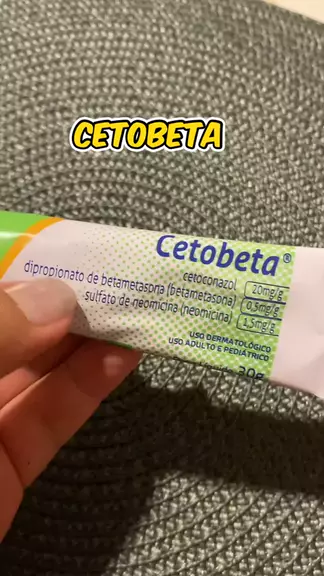 CETOBETA
Cetobeta®
cetoconazol 20mg/g
dipropionato de betametasona (betametasona) 0,5mg/g
sulfato de neomicina (neomicina) 1,5mg/g
USO DERMATOLÓGICO
USO ADULTO E PEDIÁTRICO
30g